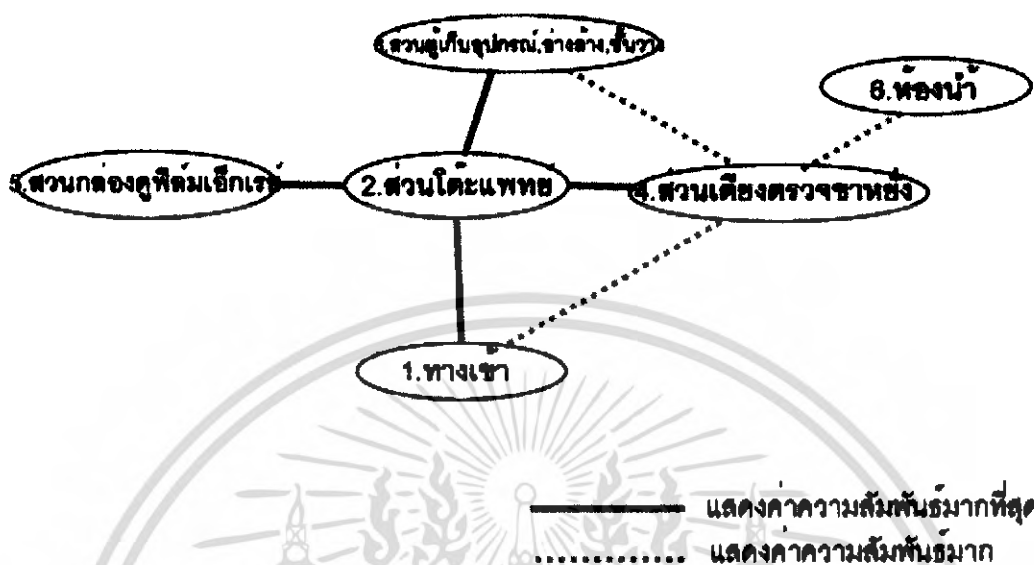 ส่วนตู้เก็บอุปกรณ์,อ่างล้าง,ชั้นวาง
6.ห้องน้ำ
5.ส่วนกล่องดูฟิล์มเอ็กเรย์
2.ส่วนโต๊ะแพทย์
4.ส่วนเตียงตรวจขาหยั่ง
1.ทางเข้า
แสดงค่าความสัมพันธ์มากที่สุด
แสดงค่าความสัมพันธ์มาก